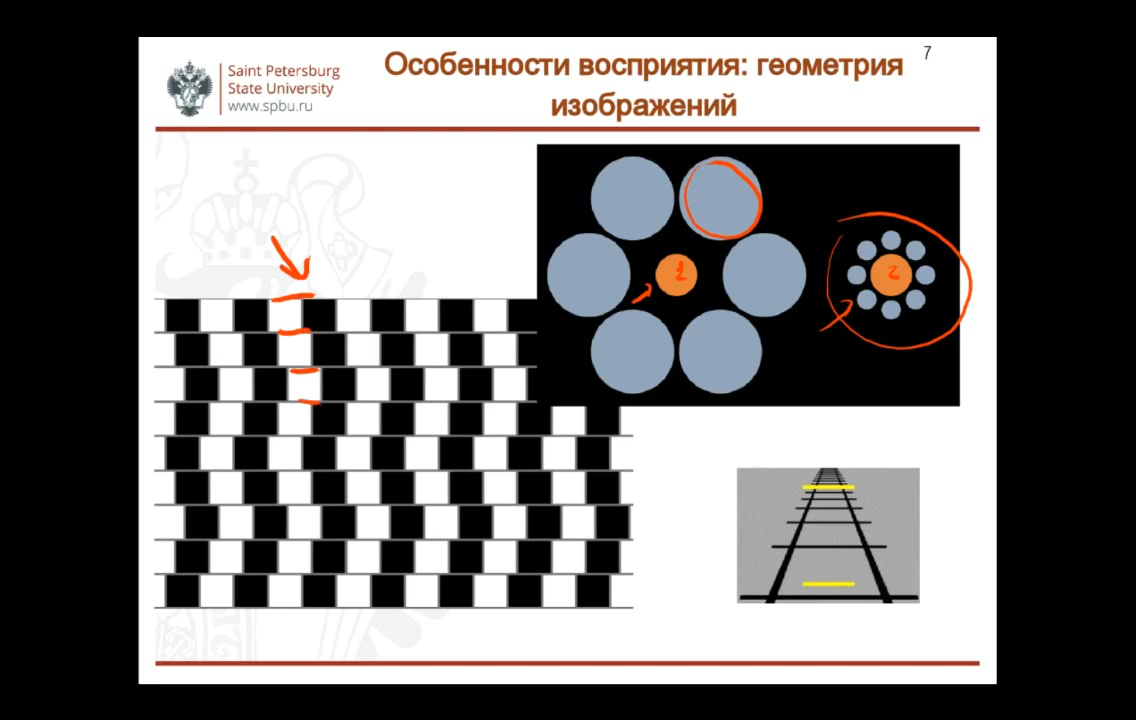 Saint Petersburg
State University
www.spbu.ru
Особенности восприятия: геометрия
изображений
7
1
2